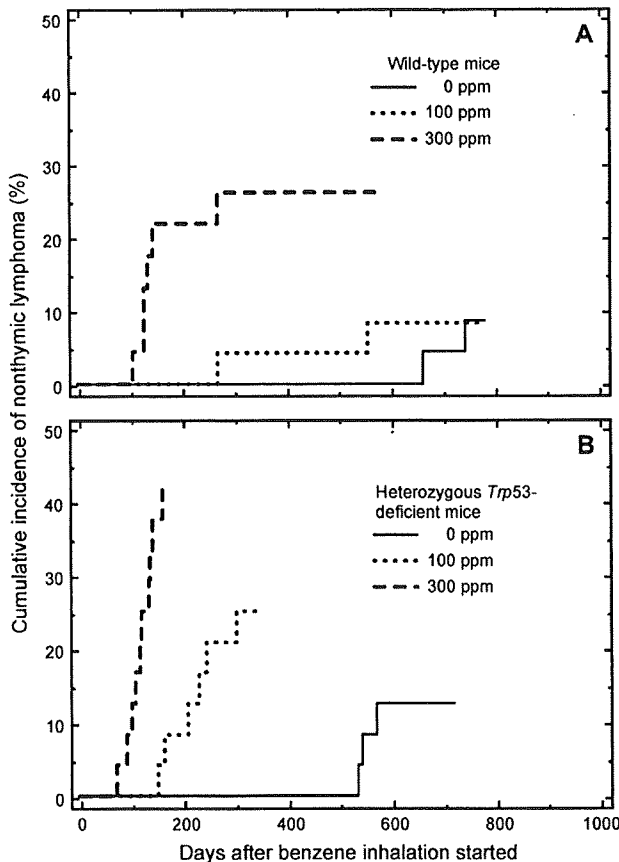 Cumulative incidence of nonthymic lymphoma (%)
50
40
30
20
10
0
A
Wild-type mice
0 ppm
100 ppm
300 ppm
50
40
30
20
10
0
B
Heterozygous Trp53-
deficient mice
0 ppm
100 ppm
300 ppm
0 200 400 600 800 1000
Days after benzene inhalation started